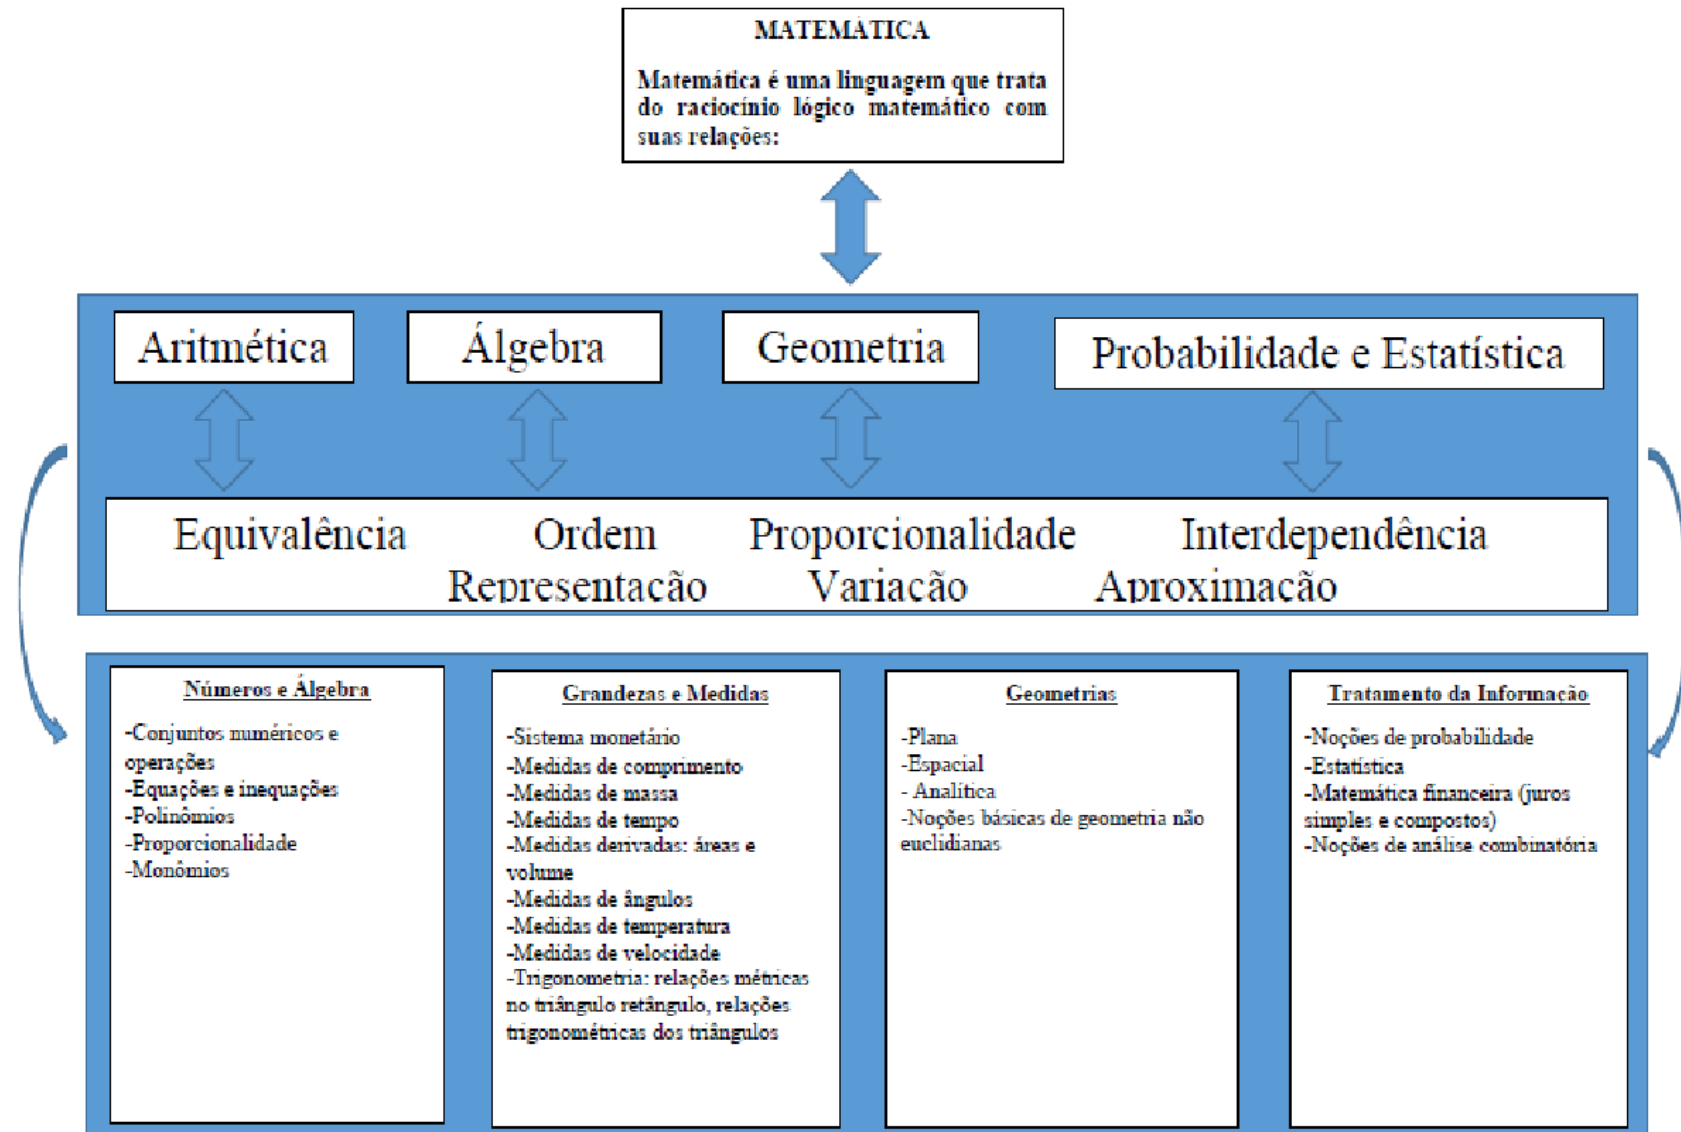 MATEMÁTICA
Matemática é uma linguagem que trata
do raciocínio lógico matemático com
suas relações:
Aritmética
Álgebra
Geometria
Probabilidade e Estatística
Equivalência Ordem Proporcionalidade Interdependência
Representação Variação Aproximação
Números e Álgebra
-Conjuntos numéricos e
operações
-Equações e inequações
-Polinômios
-Proporcionalidade
-Monômios
Grandezas e Medidas
-Sistema monetário
-Medidas de comprimento
-Medidas de massa
-Medidas de tempo
-Medidas derivadas: áreas e
volume
-Medidas de ângulos
-Medidas de temperatura
-Medidas de velocidade
-Trigonometria: relações métricas
no triângulo retângulo, relações
trigonométricas dos triângulos
Geometrias
-Plana
-Espacial
- Analítica
-Noções básicas de geometria não
euclidianas
Tratamento da Informação
-Noções de probabilidade
-Estatística
-Matemática financeira (juros
simples e compostos)
-Noções de análise combinatória